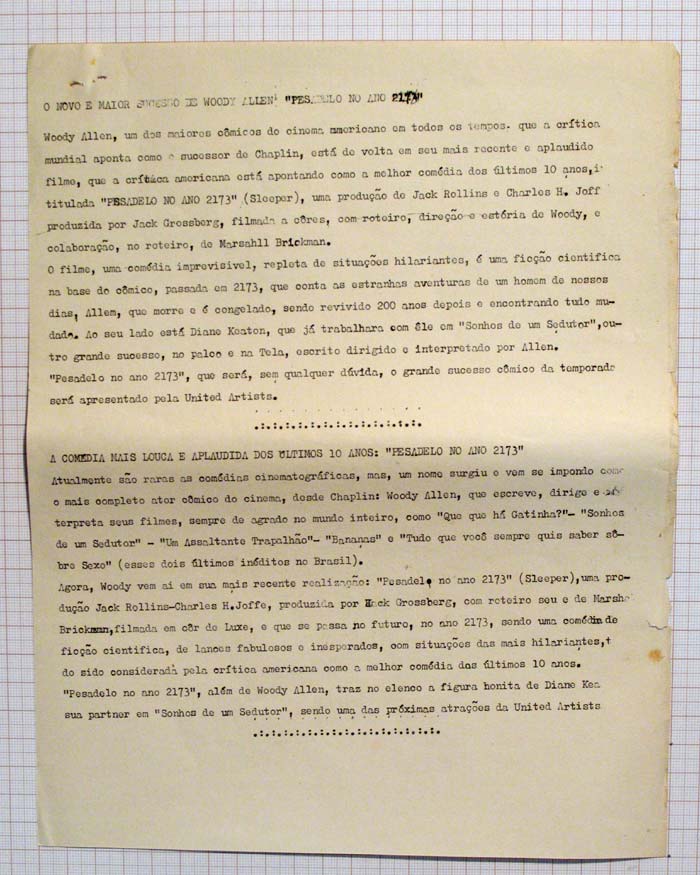 O NOVO E MAIOR SUCESSO DE WOODY ALLEN: "PESADELO NO ANO 2173"
Woody Allen, um dos maiores cômicos do cinema americano em todos os tempos. que a crítica
mundial aponta como o sucessor de Chaplin, está de volta em seu mais recente e aplaudido
filme, que a crítica americana está apontando como a melhor comédia dos últimos 10 anos, i
titulada "PESADELO NO ANO 2173" (Sleeper), uma produção de Jack Rollins e Charles H. Joff
produzida por Jack Grossberg, filmada a côres, com roteiro, direção e estória de Woody, e
colaboração, no roteiro, de Marsahll Brickman.
O filme, uma comédia imprevisivel, repleta de situações hilariantes, é uma ficção cientifica
na base do cômico, passada em 2173, que conta as estranhas aventuras de um homem de nossos
dias, Allem, que morre e é congelado, sendo revivido 200 anos depois e encontrando tudo mu-
dado. Ao seu lado está Diane Keaton, que já trabalhara com êle em "Sonhos de um Sedutor",ou-
tro grande sucesso, no palco e na Tela, escrito dirigido e interpretado por Allen.
"Pesadelo no ano 2173", que será, sem qualquer dúvida, o grande sucesso cômico da temporada
será apresentado pela United Artists.
.:.:.:.:.:.:.:.:.:.:.:.:.:.:.
A COMÉDIA MAIS LOUCA E APLAUDIDA DOS ÚLTIMOS 10 ANOS: "PESADELO NO ANO 2173"
Atualmente são raras as comédias cinematográficas, mas, um nome surgiu e vem se impondo como
o mais completo ator cômico do cinema, desde Chaplin: Woody Allen, que escreve, dirige e in
terpreta seus filmes, sempre de agrado no mundo inteiro, como "Que que há Gatinha?"- "Sonhos
de um Sedutor" - "Um Assaltante Trapalhão"- "Bananas" e "Tudo que você sempre quis saber sô-
bre Sexo" (esses dois últimos inéditos no Brasil).
Agora, Woody vem ai em sua mais recente realização: "Pesadelo no ano 2173" (Sleeper),uma pro-
dução Jack Rollins-Charles H.Joffe, produzida por Hack Grossberg, com roteiro seu e de Marsha
Brickman,filmada em côr de Luxe, e que se passa no futuro, no ano 2173, sendo uma comédia de
ficção cientifica, de lances fabulosos e inesperados, com situações das mais hilariantes,t
do sido considerada pela crítica americana como a melhor comédia das últimos 10 anos.
"Pesadelo no ano 2173", além de Woody Allen, traz no elenco a figura bonita de Diane Kea
sua partner em "Sonhos de um Sedutor", sendo uma das próximas atrações da United Artists
.:.:.:.:.:.:.:.:.:.:.:.:.:.:.:.:.